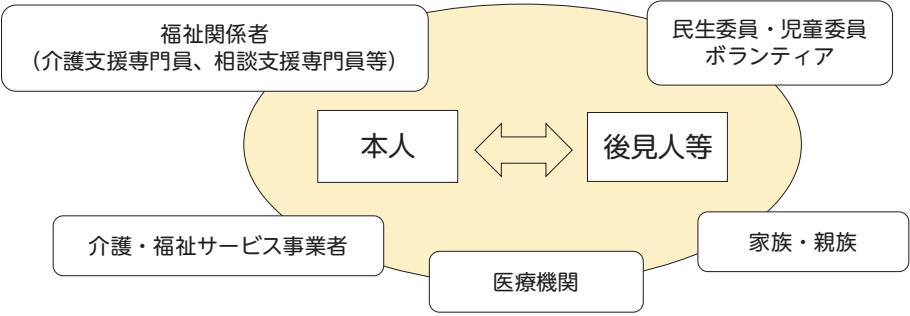 福祉関係者
（介護支援専門員、相談支援専門員等）
民生委員・児童委員
ボランティア
本人
後見人等
介護・福祉サービス事業者
家族・親族
医療機関